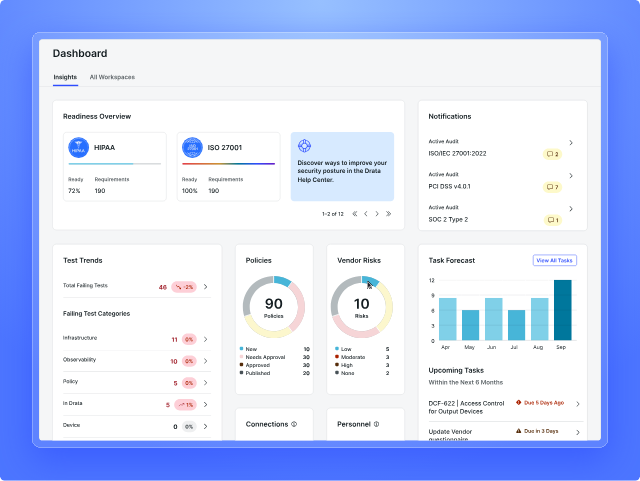 Dashboard
Insights
All Workspaces
Readiness Overview
HIPAA
HIPAA
Ready
Requirements
72%
190
ISO 27001
Ready
Requirements
100%
190
Discover ways to improve your
security posture in the Drata
Help Center.
1-2 of 12
Notifications
Active Audit
ISO/IEC 27001:2022
2
Active Audit
PCI DSS v4.0.1
7
Active Audit
SOC 2 Type 2
1
Test Trends
Total Failing Tests
46
-2%
Failing Test Categories
Infrastructure
11
0%
Observability
10
0%
Policy
5
0%
In Drata
5
1%
Device
0
0%
Policies
90
Policies
New 10
Needs Approval 30
Approved 30
Published 20
Vendor Risks
10
Risks
Low 5
Moderate 3
High 3
None 2
Connections
Personnel
Task Forecast
View All Tasks
12
9
6
3
0
Apr
May
Jun
Jul
Aug
Sep
Upcoming Tasks
Within the Next 6 Months
DCF-622 | Access Control
for Output Devices
Due 5 Days Ago
Update Vendor
questionnaire
Due in 3 Days